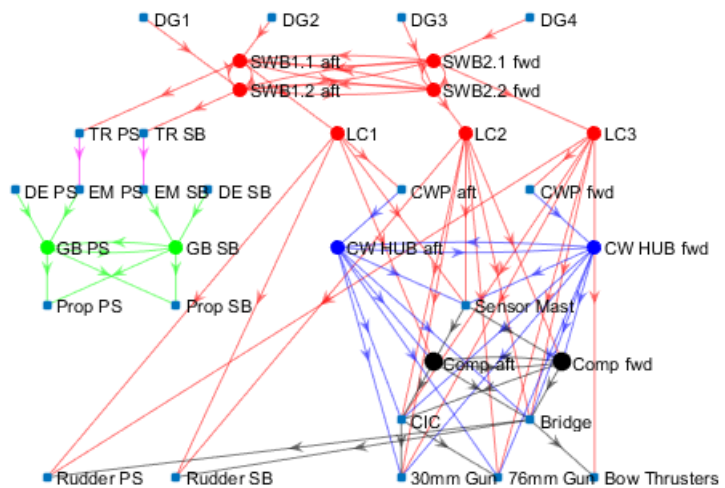 DG1 DG2 DG3 DG4
SWB1.1 aft SWB2.1 fwd
SWB1.2 aft SWB2.2 fwd
TR PS TR SB LC1 LC2 LC3
DE PS EM PS EM SB DE SB CWP aft CWP fwd
GB PS GB SB CW HUB aft CW HUB fwd
Prop PS Prop SB Sensor Mast
Comp aft Comp fwd
CIC Bridge
Rudder PS Rudder SB 30mm Gun 76mm Gun Bow Thrusters